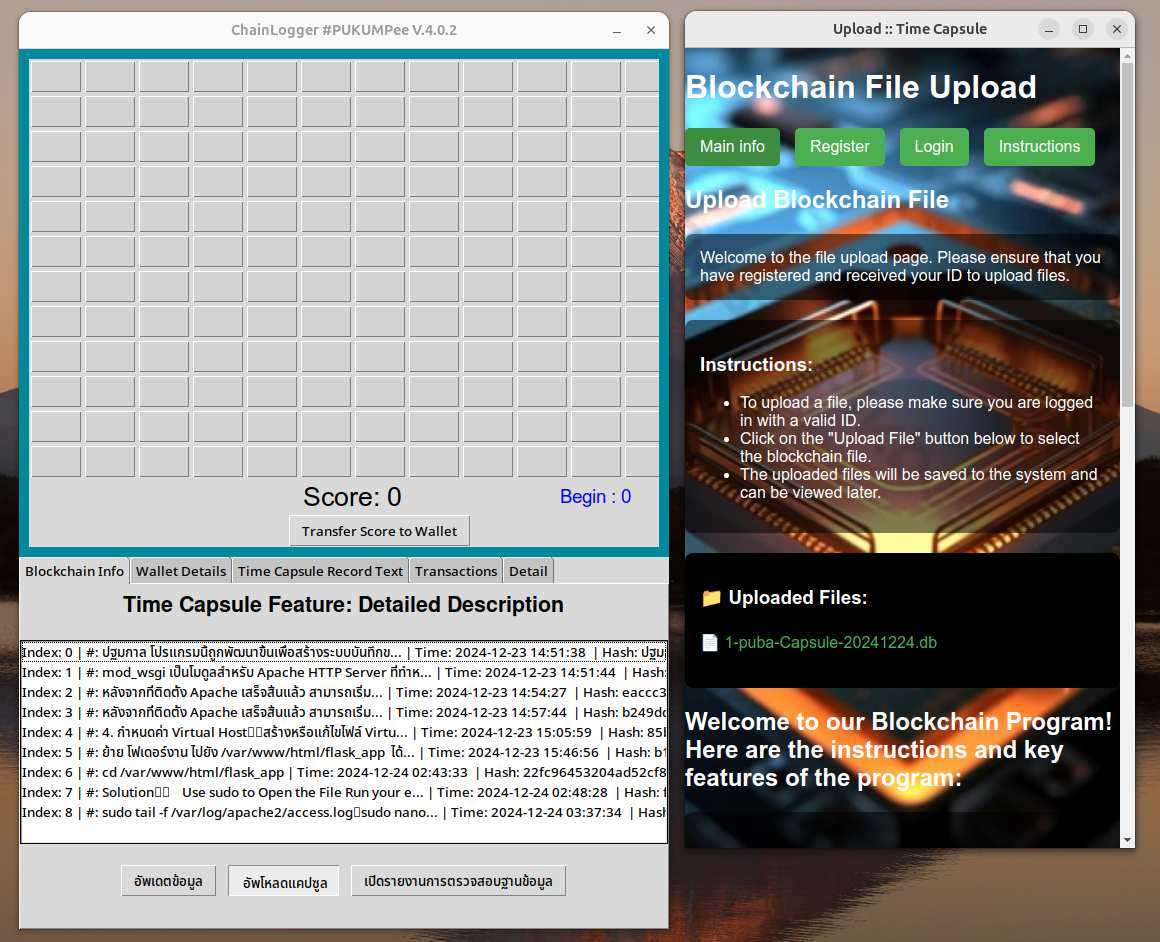 ChainLogger #PUKUMPee V.4.0.2
Score: 0
Begin : 0
Transfer Score to Wallet
Blockchain Info
Wallet Details
Time Capsule Record Text
Transactions
Detail
Time Capsule Feature: Detailed Description
Index: 0 | #: ปฐมกาล โปรแกรมนี้ถูกพัฒนาขึ้นเพื่อสร้างระบบบันทึกข... | Time: 2024-12-23 14:51:38 | Hash: ปฐม
Index: 1 | #: mod_wsgi เป็นโมดูลสำหรับ Apache HTTP Server ที่ทำห... | Time: 2024-12-23 14:51:44 | Hash:
Index: 2 | #: หลังจากที่ติดตั้ง Apache เสร็จสิ้นแล้ว สามารถเริ่ม... | Time: 2024-12-23 14:54:27 | Hash: eaccc3
Index: 3 | #: หลังจากที่ติดตั้ง Apache เสร็จสิ้นแล้ว สามารถเริ่ม... | Time: 2024-12-23 14:57:44 | Hash: b249dc
Index: 4 | #: 4. กำหนดค่า Virtual Host สร้างหรือแก้ไขไฟล์ Virtu... | Time: 2024-12-23 15:05:59 | Hash: 85
Index: 5 | #: ย้าย โฟเดอร์งาน ไปยัง /var/www/html/flask_app ได้... | Time: 2024-12-23 15:46:56 | Hash: b1
Index: 6 | #: cd /var/www/html/flask_app | Time: 2024-12-24 02:43:33 | Hash: 22fc96453204ad52cf8
Index: 7 | #: Solution Use sudo to Open the File Run your e... | Time: 2024-12-24 02:48:28 | Hash:
Index: 8 | #: sudo tail -f /var/log/apache2/access.log sudo nano... | Time: 2024-12-24 03:37:34 | Hash
อัพเดตข้อมูล
อัพโหลดแคปซูล
เปิดรายงานการตรวจสอบฐานข้อมูล
Upload :: Time Capsule
Blockchain File Upload
Main info
Register
Login
Instructions
Upload Blockchain File
Welcome to the file upload page. Please ensure that you
have registered and received your ID to upload files.
Instructions:
To upload a file, please make sure you are logged
in with a valid ID.
Click on the "Upload File" button below to select
the blockchain file.
The uploaded files will be saved to the system and
can be viewed later.
Uploaded Files:
1-puba-Capsule-20241224.db
Welcome to our Blockchain Program!
Here are the instructions and key
features of the program: